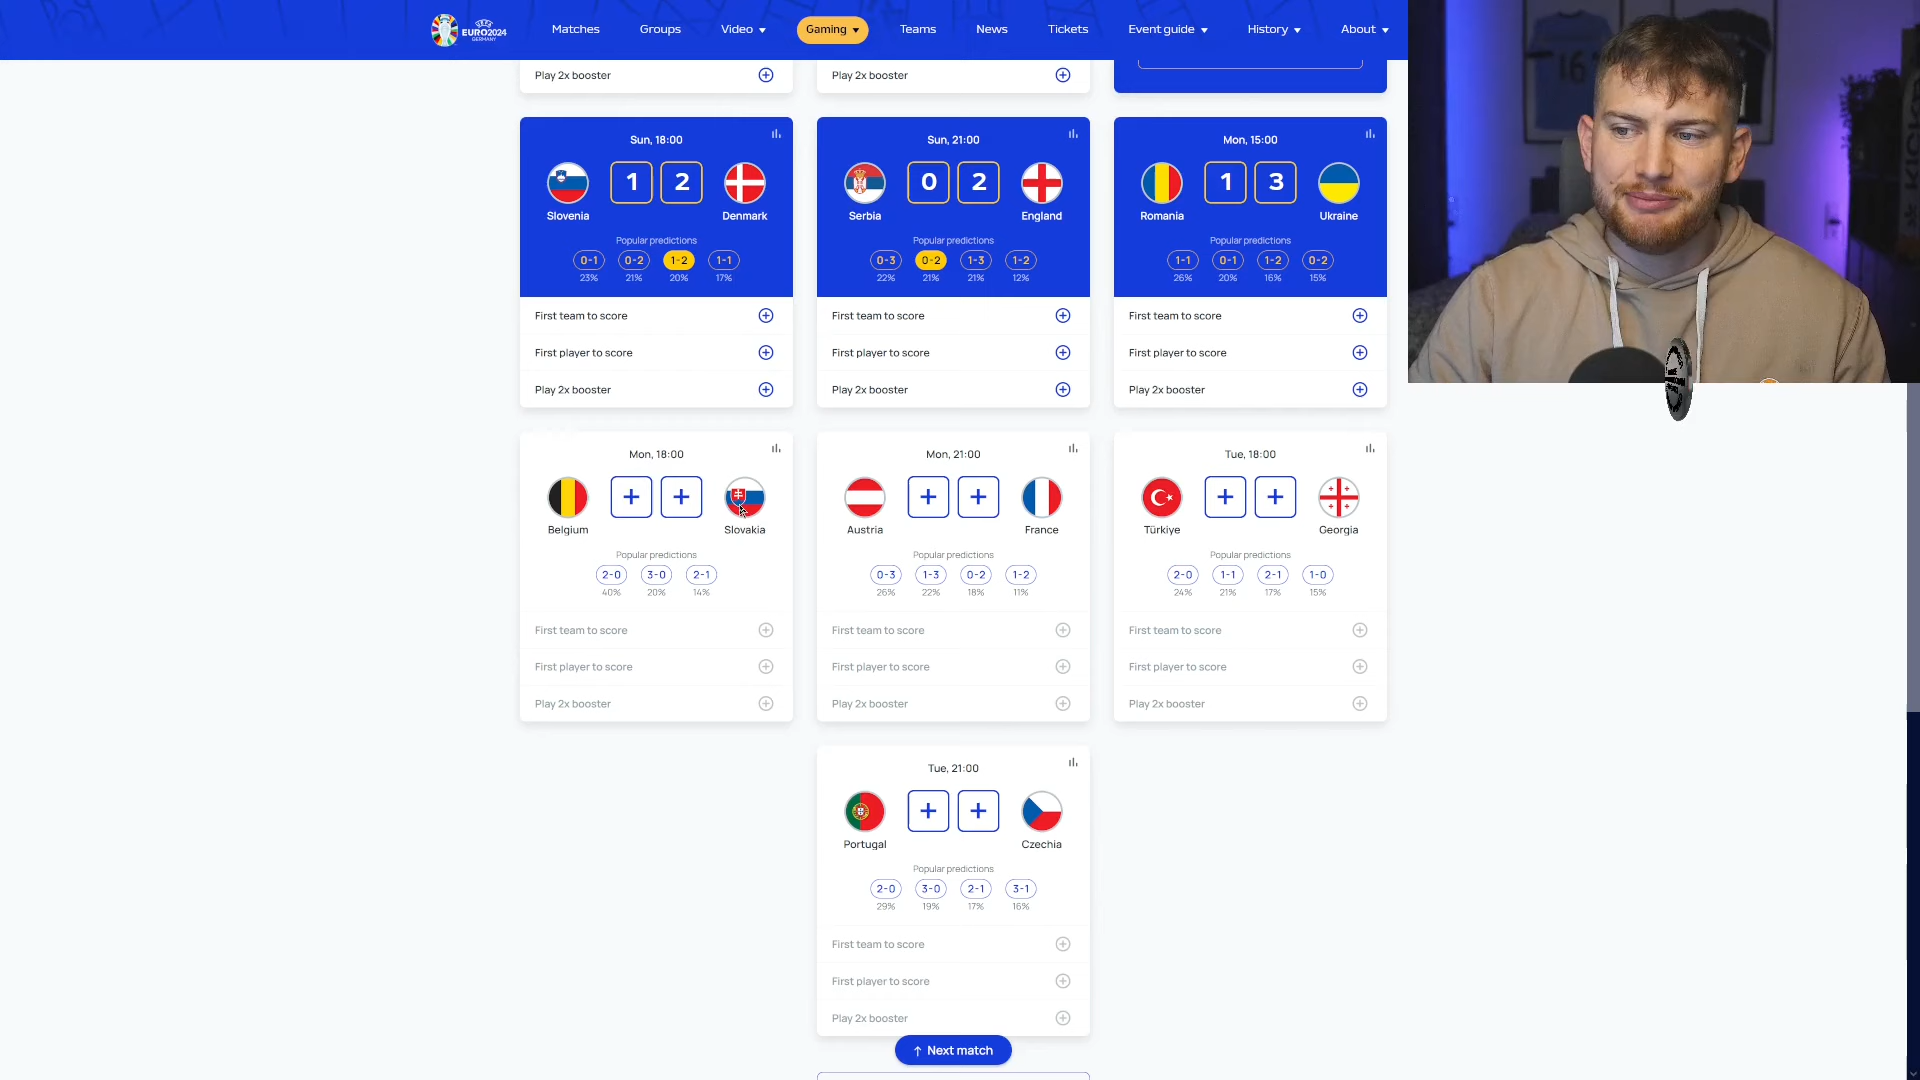 UEFA
EURO2024
GERMANY
Matches
Groups
Video
Gaming
Teams
News
Tickets
Event guide
History
About
Play 2x booster
Play 2x booster
Sun, 18:00
1 2
Slovenia
Denmark
Popular predictions
0-1 0-2 1-2 1-1
23% 21% 20% 17%
First team to score
First player to score
Play 2x booster
Sun, 21:00
0 2
Serbia
England
Popular predictions
0-3 0-2 1-3 1-2
22% 21% 21% 12%
First team to score
First player to score
Play 2x booster
Mon, 15:00
1 3
Romania
Ukraine
Popular predictions
1-1 0-1 1-2 0-2
26% 20% 16% 15%
First team to score
First player to score
Play 2x booster
Mon, 18:00
+ +
Belgium
Slovakia
Popular predictions
2-0 3-0 2-1
40% 20% 14%
First team to score
First player to score
Play 2x booster
Mon, 21:00
+ +
Austria
France
Popular predictions
0-3 1-3 0-2 1-2
26% 22% 18% 11%
First team to score
First player to score
Play 2x booster
Tue, 18:00
+ +
Türkiye
Georgia
Popular predictions
2-0 1-1 2-1 1-0
24% 21% 17% 15%
First team to score
First player to score
Play 2x booster
Tue, 21:00
+ +
Portugal
Czechia
Popular predictions
2-0 3-0 2-1 3-1
29% 19% 17% 16%
First team to score
First player to score
Play 2x booster
↑ Next match
16